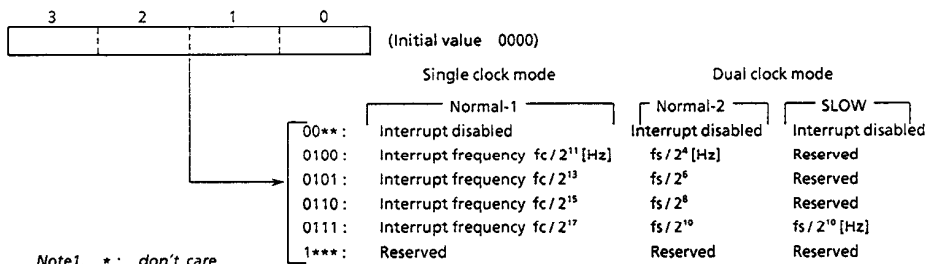 3 2 1 0
(Initial value 0000)
Single clock mode Dual clock mode
Normal-1 Normal-2 SLOW
00**: Interrupt disabled Interrupt disabled Interrupt disabled
0100: Interrupt frequency fc/2¹¹ [Hz] fs/2⁴ [Hz] Reserved
0101: Interrupt frequency fc/2¹³ fs/2⁶ Reserved
0110: Interrupt frequency fc/2¹⁵ fs/2⁸ Reserved
0111: Interrupt frequency fc/2¹⁷ fs/2¹⁰ fs/2¹⁰ [Hz]
1***: Reserved Reserved Reserved
Note1 *: don't care